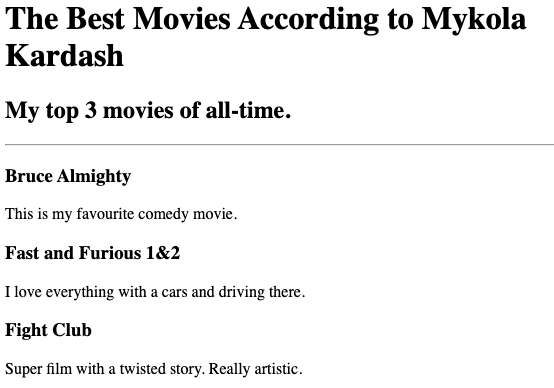 The Best Movies According to Mykola
Kardash
My top 3 movies of all-time.
Bruce Almighty
This is my favourite comedy movie.
Fast and Furious 1&2
I love everything with a cars and driving there.
Fight Club
Super film with a twisted story. Really artistic.